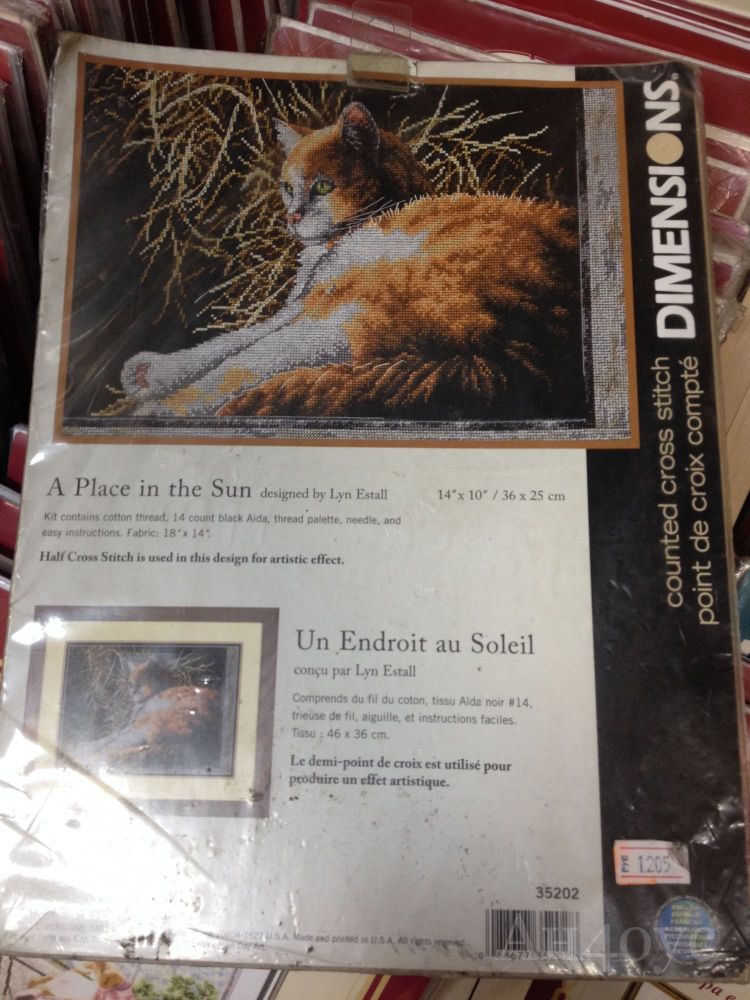 DIMENSIONS®
counted cross stitch
point de croix compté
A Place in the Sun designed by Lyn Estall 14"x 10" / 36 x 25 cm
Kit contains cotton thread, 14 count black Aida, thread palette, needle, and
easy instructions. Fabric: 18"x 14".
Half Cross Stitch is used in this design for artistic effect.
Un Endroit au Soleil
conçu par Lyn Estall
Comprends du fil du coton, tissu Aida noir #14,
trieuse de fil, aiguille, et instructions faciles.
Tissu : 46 x 36 cm.
Le demi-point de croix est utilisé pour
produire un effet artistique.
РУБ 1205
35202
U.S.A. Made and printed in U.S.A. All rights reserved.
ENGLISH
ESPAÑOL
FRANÇAIS